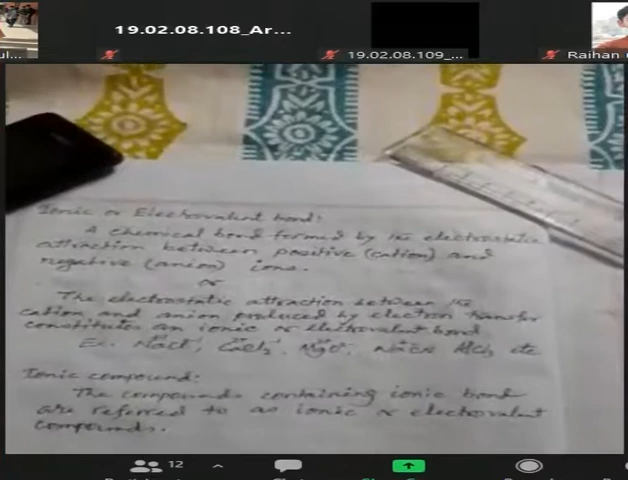 ul...
19.02.08.108_Ar...
19.02.08.109_...
Raihan
Ionic or Electrovalent bond:
A chemical bond formed by the electrostatic
attraction between positive (cation) and
negative (anion) ions.
or
The electrostatic attraction between the
cation and anion produced by electron transfer
constitutes an ionic or electrovalent bond
Ex. MgO etc
Ionic compound:
The compounds containing ionic bond
are referred to as ionic or electrovalent
compounds.
12